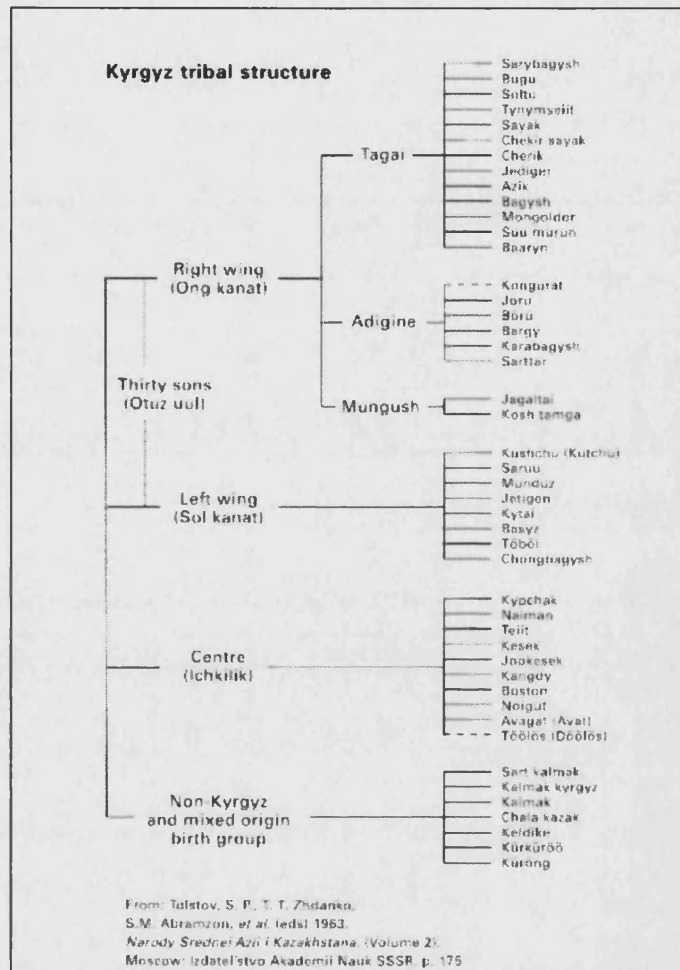 Kyrgyz tribal structure
Sarybagysh
Bugu
Soltu
Tynymseiit
Sayak
Chekir sayak
Tagai
Cherik
Jediger
Azik
Bagysh
Mongoldor
Suu murun
Baaryn
Right wing
(Ong kanat)
Kongurat
Joru
Börü
Adigine
Bargy
Karabagysh
Sarttar
Thirty sons
(Otuz uul)
Mungush
Jagaltai
Kosh tamga
Kushchu (Kutchu)
Saruu
Munduz
Jetigen
Left wing
(Sol kanat)
Kytai
Basyz
Töböi
Chongbagysh
Kypchak
Naiman
Teiit
Kesek
Centre
(Ichkilik)
Jookesek
Kangdy
Boston
Noigut
Avagat (Avat)
Töölös (Döölös)
Sart kalmak
Kalmak kyrgyz
Kalmak
Non-Kyrgyz
and mixed origin
birth group
Chala kazak
Keldike
Kürküröö
Küröng
From: Tolstov, S. P., T. T. Zhdanko,
S.M. Abramzon, et al. (eds) 1963.
Narody Srednei Azii i Kazakhstana. (Volume 2).
Moscow: Izdatel'stvo Akademii Nauk SSSR. p. 175